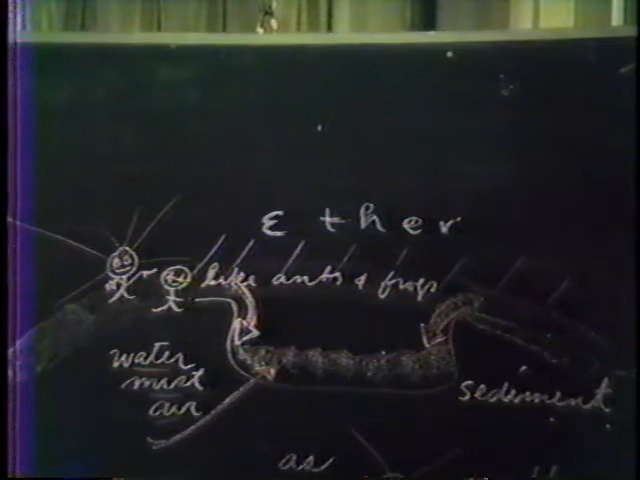 Ether
like ants & frogs
water
mist
air
sediment
as